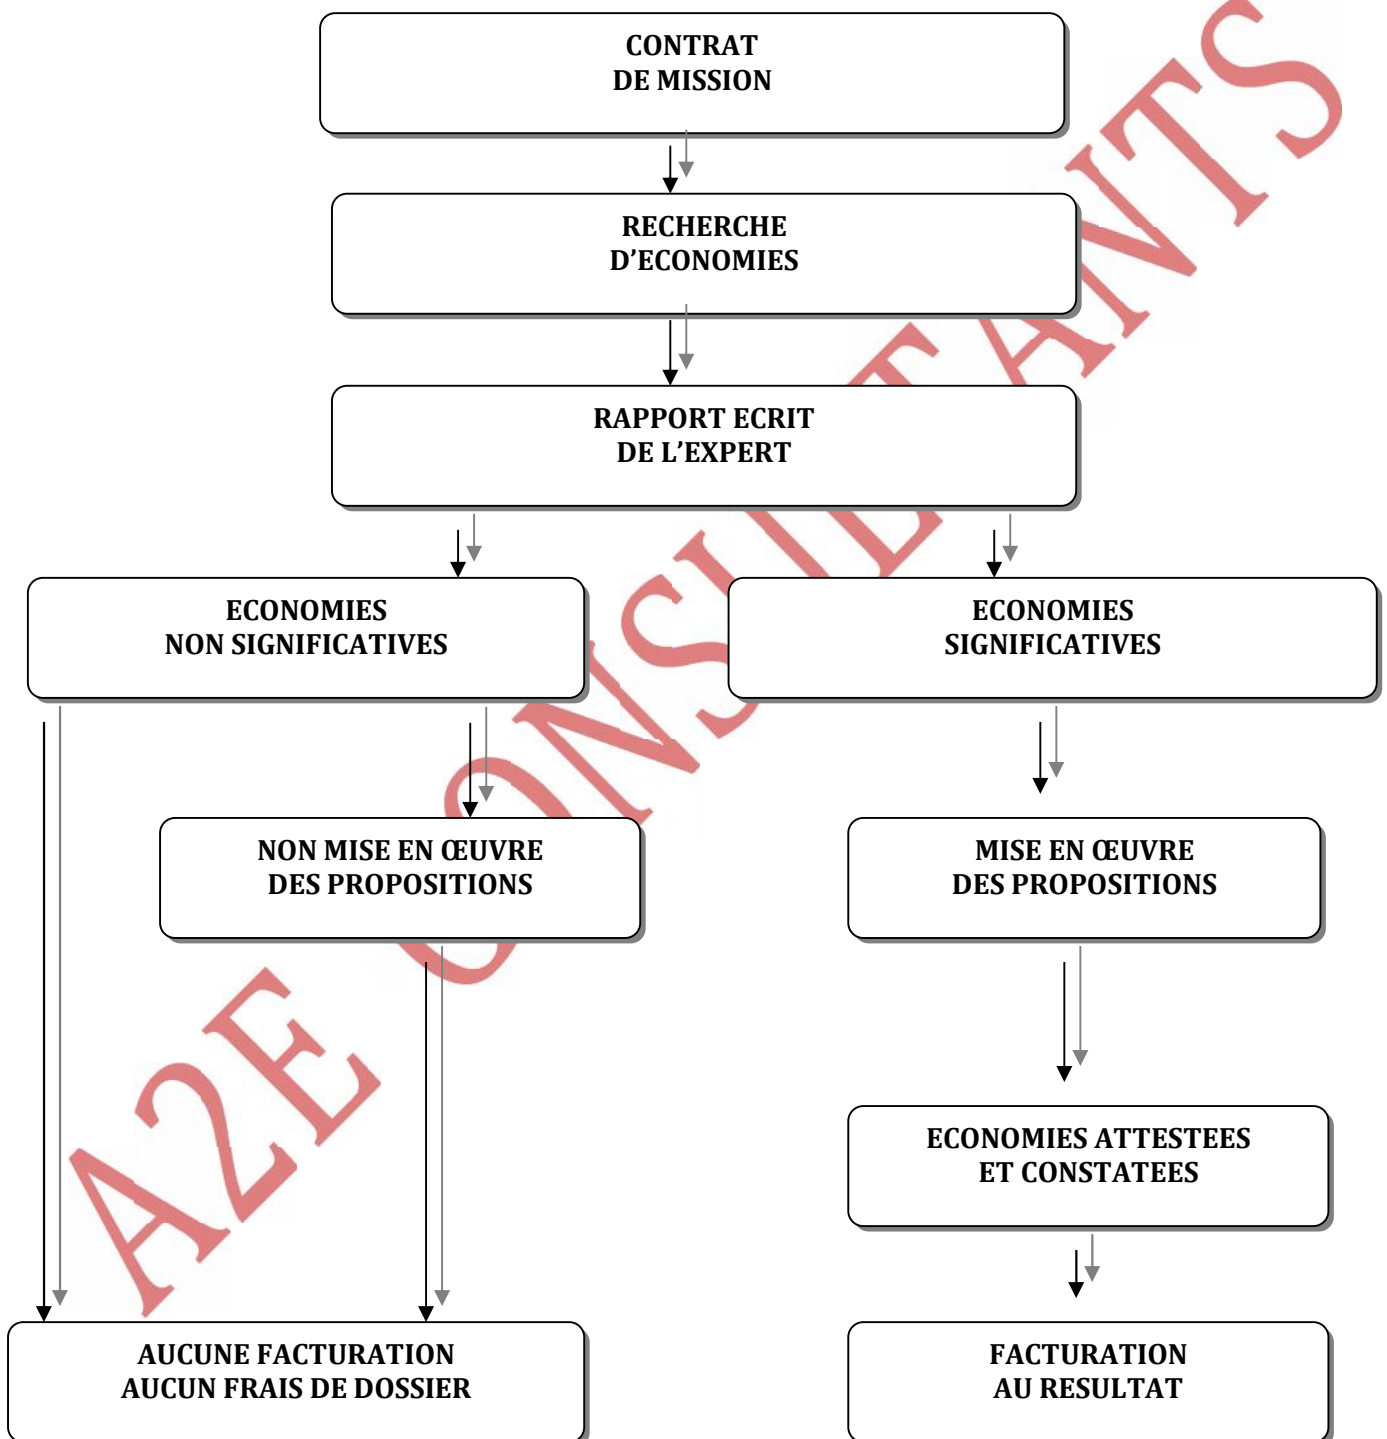 CONTRAT
DE MISSION
RECHERCHE
D’ECONOMIES
RAPPORT ECRIT
DE L’EXPERT
ECONOMIES
NON SIGNIFICATIVES
ECONOMIES
SIGNIFICATIVES
NON MISE EN ŒUVRE
DES PROPOSITIONS
MISE EN ŒUVRE
DES PROPOSITIONS
ECONOMIES ATTESTEES
ET CONSTATEES
AUCUNE FACTURATION
AUCUN FRAIS DE DOSSIER
FACTURATION
AU RESULTAT
A2E CONSULTANTS